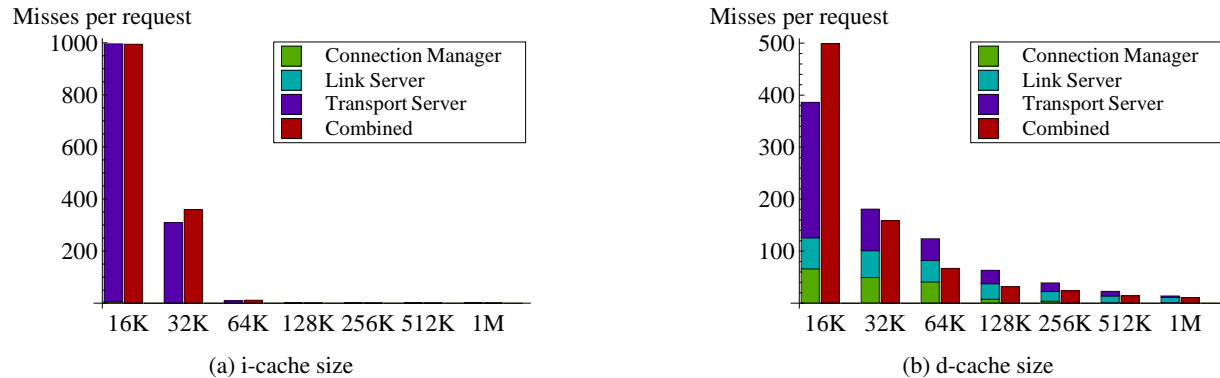 Misses per request
1000
800
600
400
200
Connection Manager
Link Server
Transport Server
Combined
16K 32K 64K 128K 256K 512K 1M
(a) i-cache size
Misses per request
500
400
300
200
100
Connection Manager
Link Server
Transport Server
Combined
16K 32K 64K 128K 256K 512K 1M
(b) d-cache size